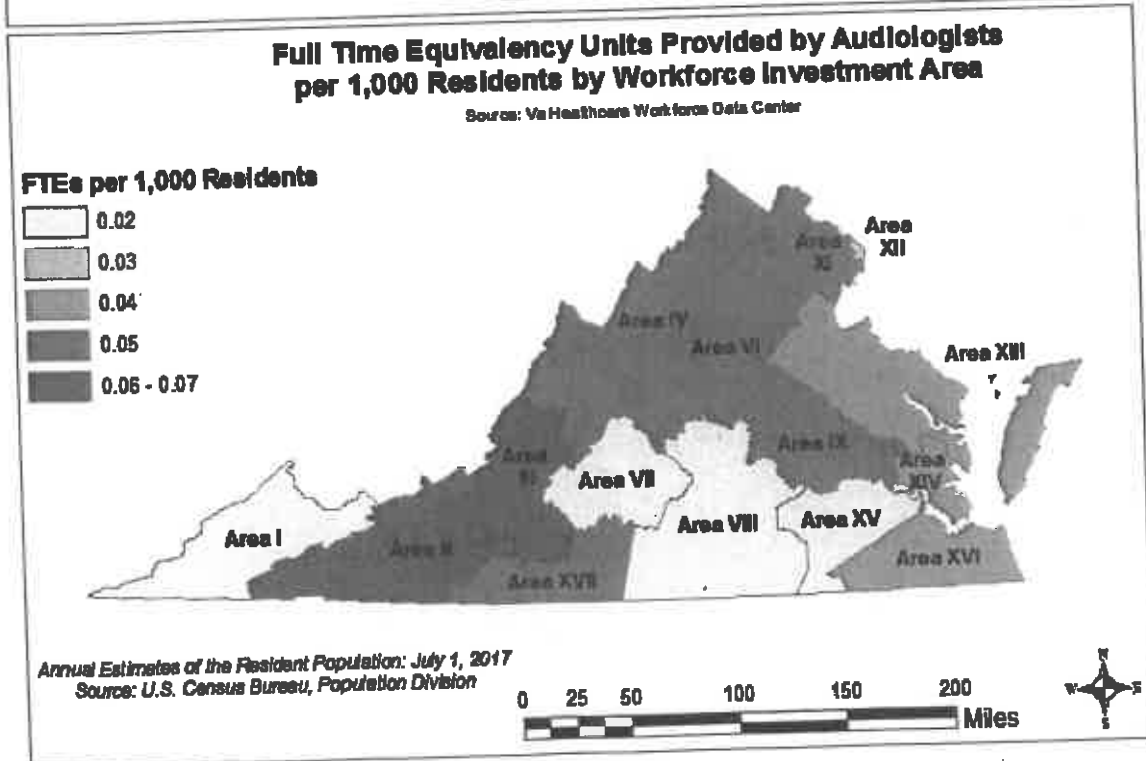 Full Time Equivalency Units Provided by Audiologists
per 1,000 Residents by Workforce Investment Area
Source: Va Healthcare Workforce Data Center
FTEs per 1,000 Residents
0.02
0.03
0.04
0.05
0.06 - 0.07
Area
XII
Area
XI
Area IV
Area VI
Area XIII
Area IX
Area
XIV
Area
III
Area VII
Area I
Area VIII
Area XV
Area II
Area XVII
Area XVI
Annual Estimates of the Resident Population: July 1, 2017
Source: U.S. Census Bureau, Population Division
0 25 50 100 150 200
Miles
N
W E
S